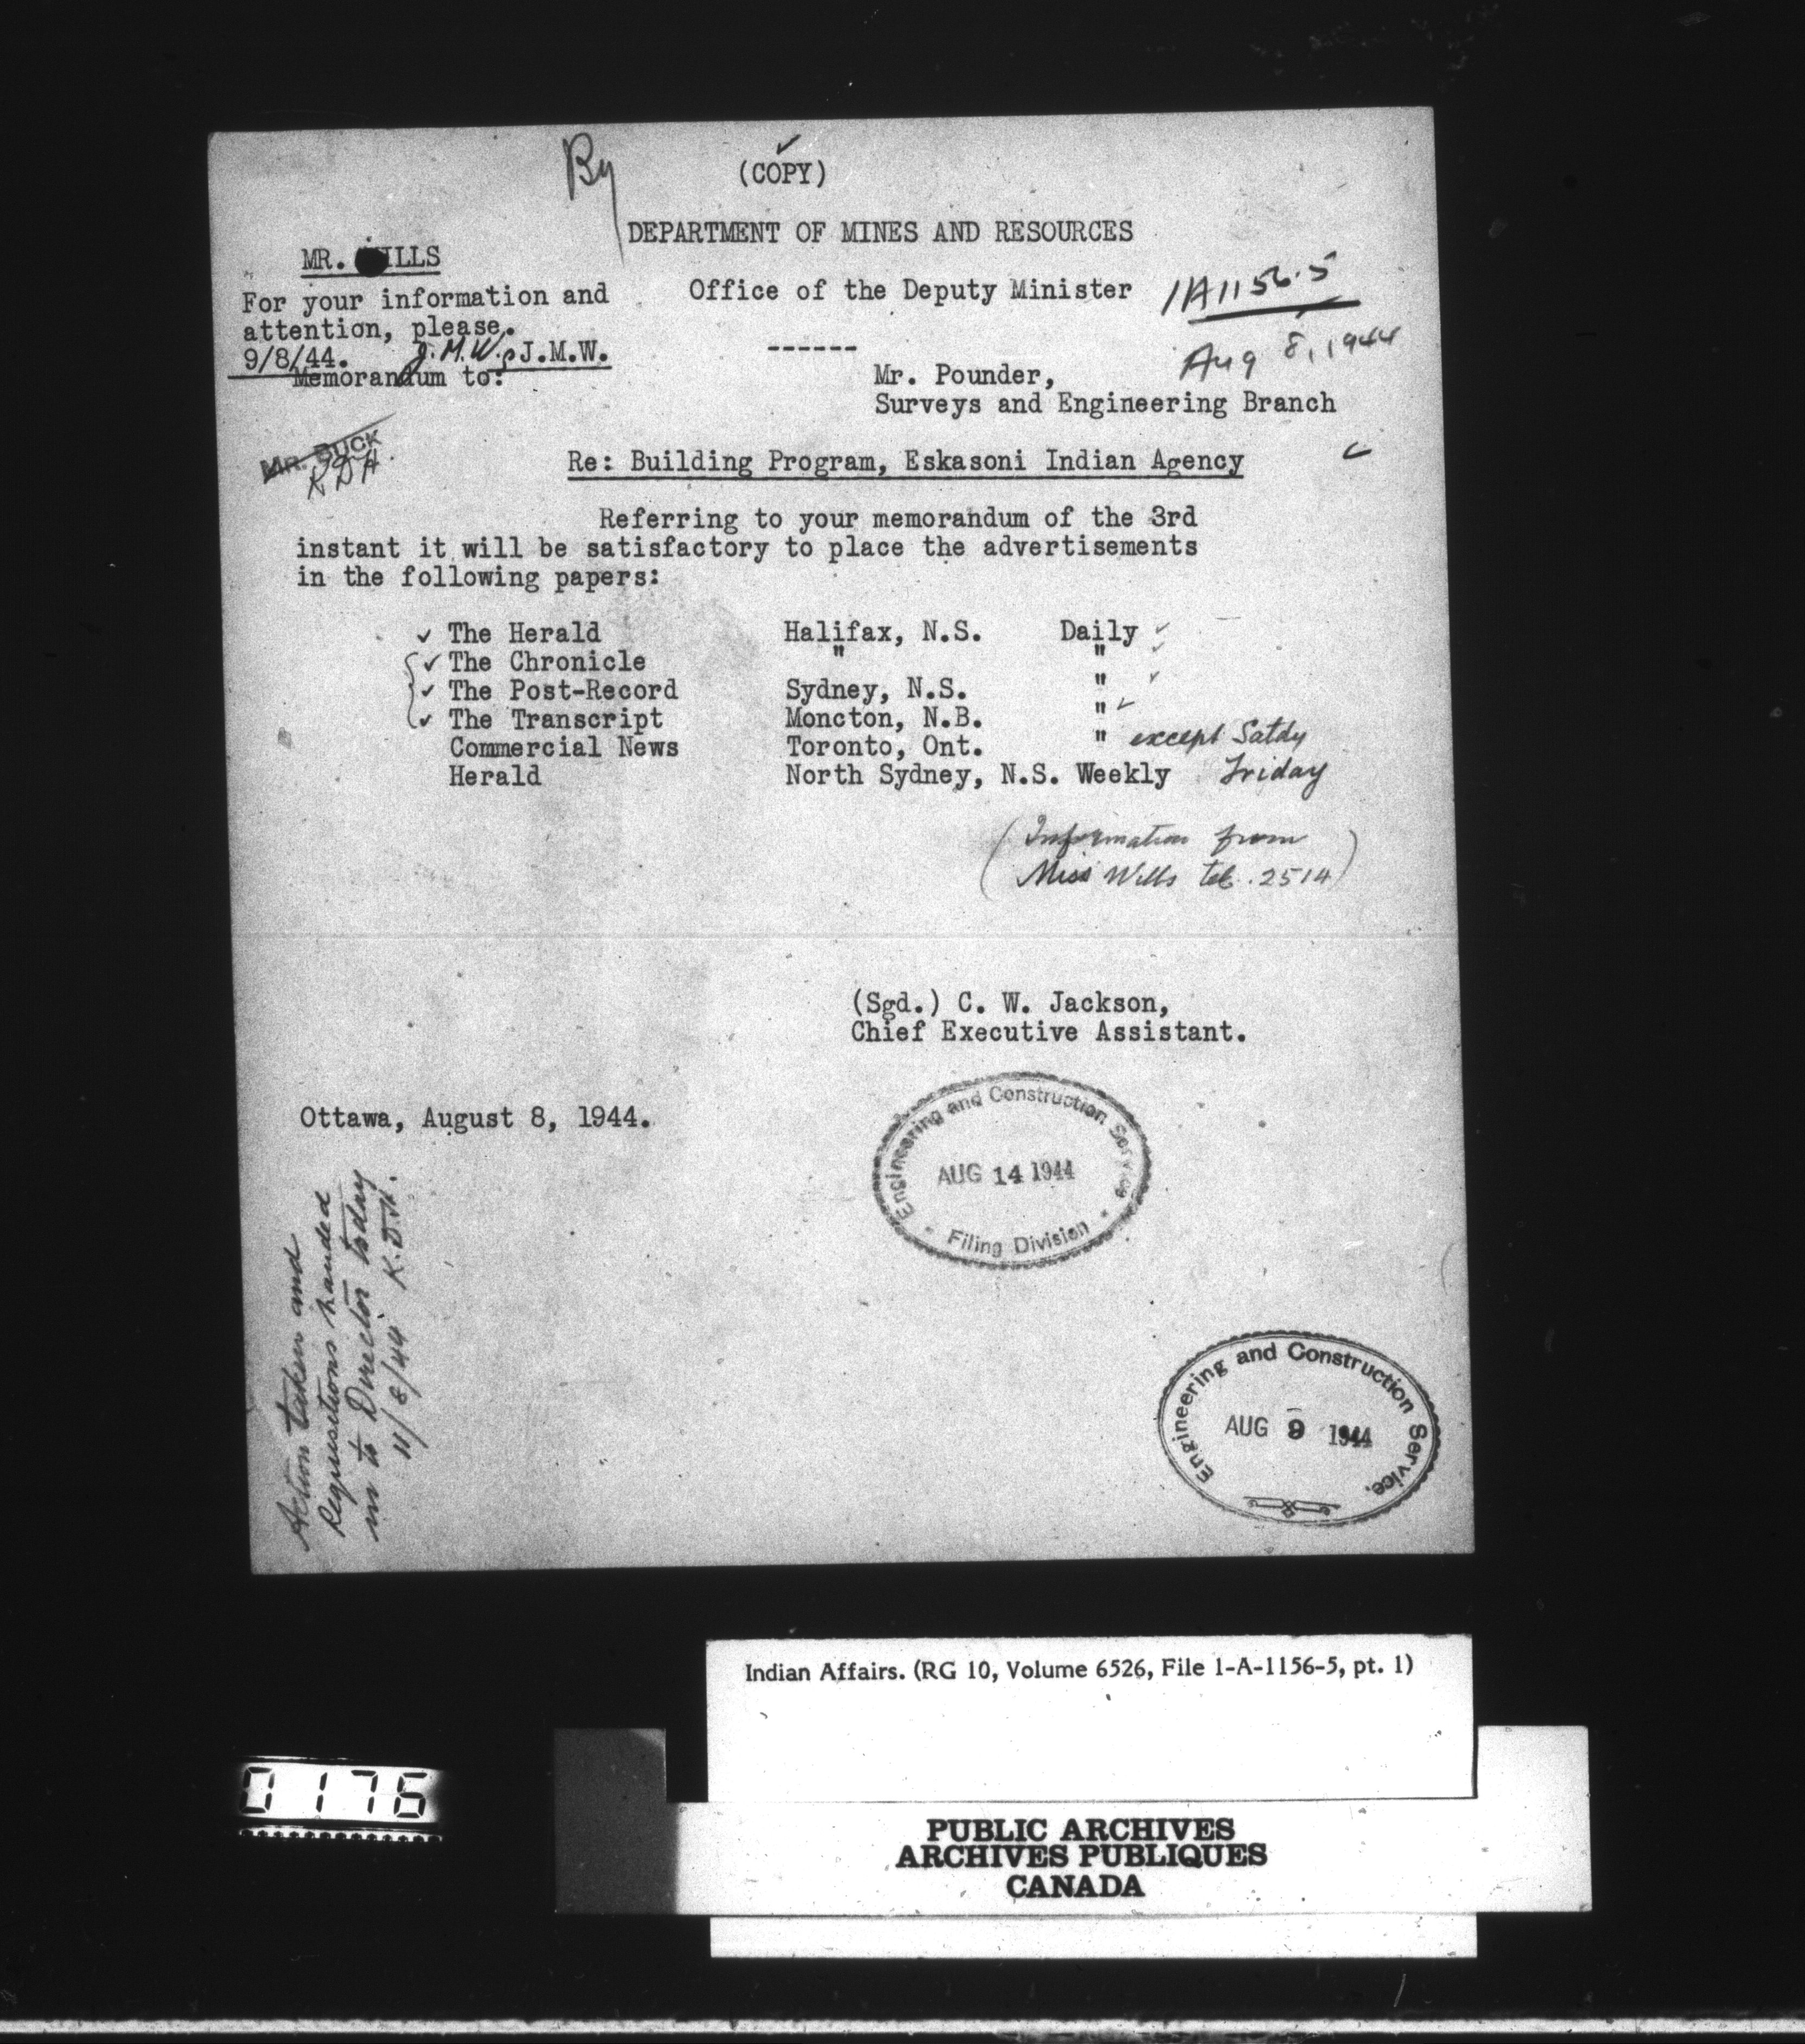 By
(COPY)
DEPARTMENT OF MINES AND RESOURCES
MR. ILLS
For your information and
attention, please.
9/8/44. J.M.W. J.M.W.
Office of the Deputy Minister
1A1156-5
------
Aug 8, 1944
Memorandum to:
Mr. Pounder,
Surveys and Engineering Branch
MR. BUCK
K.D.H.
Re: Building Program, Eskasoni Indian Agency
Referring to your memorandum of the 3rd
instant it will be satisfactory to place the advertisements
in the following papers:
✓ The Herald Halifax, N.S. Daily ✓
✓ The Chronicle " " ✓
✓ The Post-Record Sydney, N.S. " ✓
✓ The Transcript Moncton, N.B. " ✓
Commercial News Toronto, Ont. " except Satdy
Herald North Sydney, N.S. Weekly Friday
(Information from
Miss Wills tel. 2514)
(Sgd.) C. W. Jackson,
Chief Executive Assistant.
Ottawa, August 8, 1944.
Engineering and Construction Service
AUG 14 1944
Filing Division
Action taken and
Requisitions handed
in to Director today
11/8/44 K.D.H.
Engineering and Construction Service.
AUG 9 1944
Indian Affairs. (RG 10, Volume 6526, File 1-A-1156-5, pt. 1)
0176
PUBLIC ARCHIVES
ARCHIVES PUBLIQUES
CANADA